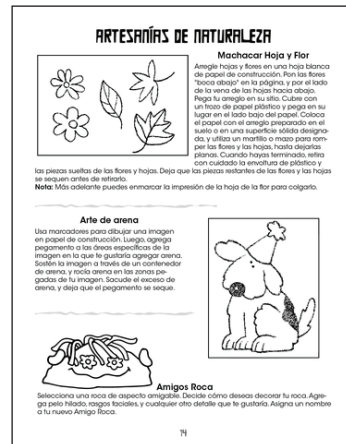 ARTESANÍAS DE NATURALEZA
Machacar Hoja y Flor
Arregle hojas y flores en una hoja blanca
de papel de construcción. Pon las flores
"boca abajo" en la página, y por el lado
de la vena de las hojas hacia abajo.
Pega tu arreglo en su sitio. Cubre con
un trozo de papel plástico y pega en su
lugar en el lado bajo del papel. Coloca
el papel con el arreglo preparado en el
suelo o en una superficie sólida designa-
da, y utiliza un martillo o mazo para rom-
per las flores y las hojas, hasta dejarlas
planas. Cuando hayas terminado, retira
con cuidado la envoltura de plástico y
las piezas sueltas de las flores y hojas. Deja que las piezas restantes de las flores y las hojas
se sequen antes de retirarlo.
Nota: Más adelante puedes enmarcar la impresión de la hoja de la flor para colgarlo.
Arte de arena
Usa marcadores para dibujar una imagen
en papel de construcción. Luego, agrega
pegamento a las áreas específicas de la
imagen en la que te gustaría agregar arena.
Sostén la imagen a través de un contenedor
de arena, y rocía arena en las zonas pe-
gadas de tu imagen. Sacude el exceso de
arena, y deja que el pegamento se seque.
Amigos Roca
Selecciona una roca de aspecto amigable. Decide cómo deseas decorar tu roca. Agre-
ga pelo hilado, rasgos faciales, y cualquier otro detalle que te gustaría. Asigna un nombre
a tu nuevo Amigo Roca.
14